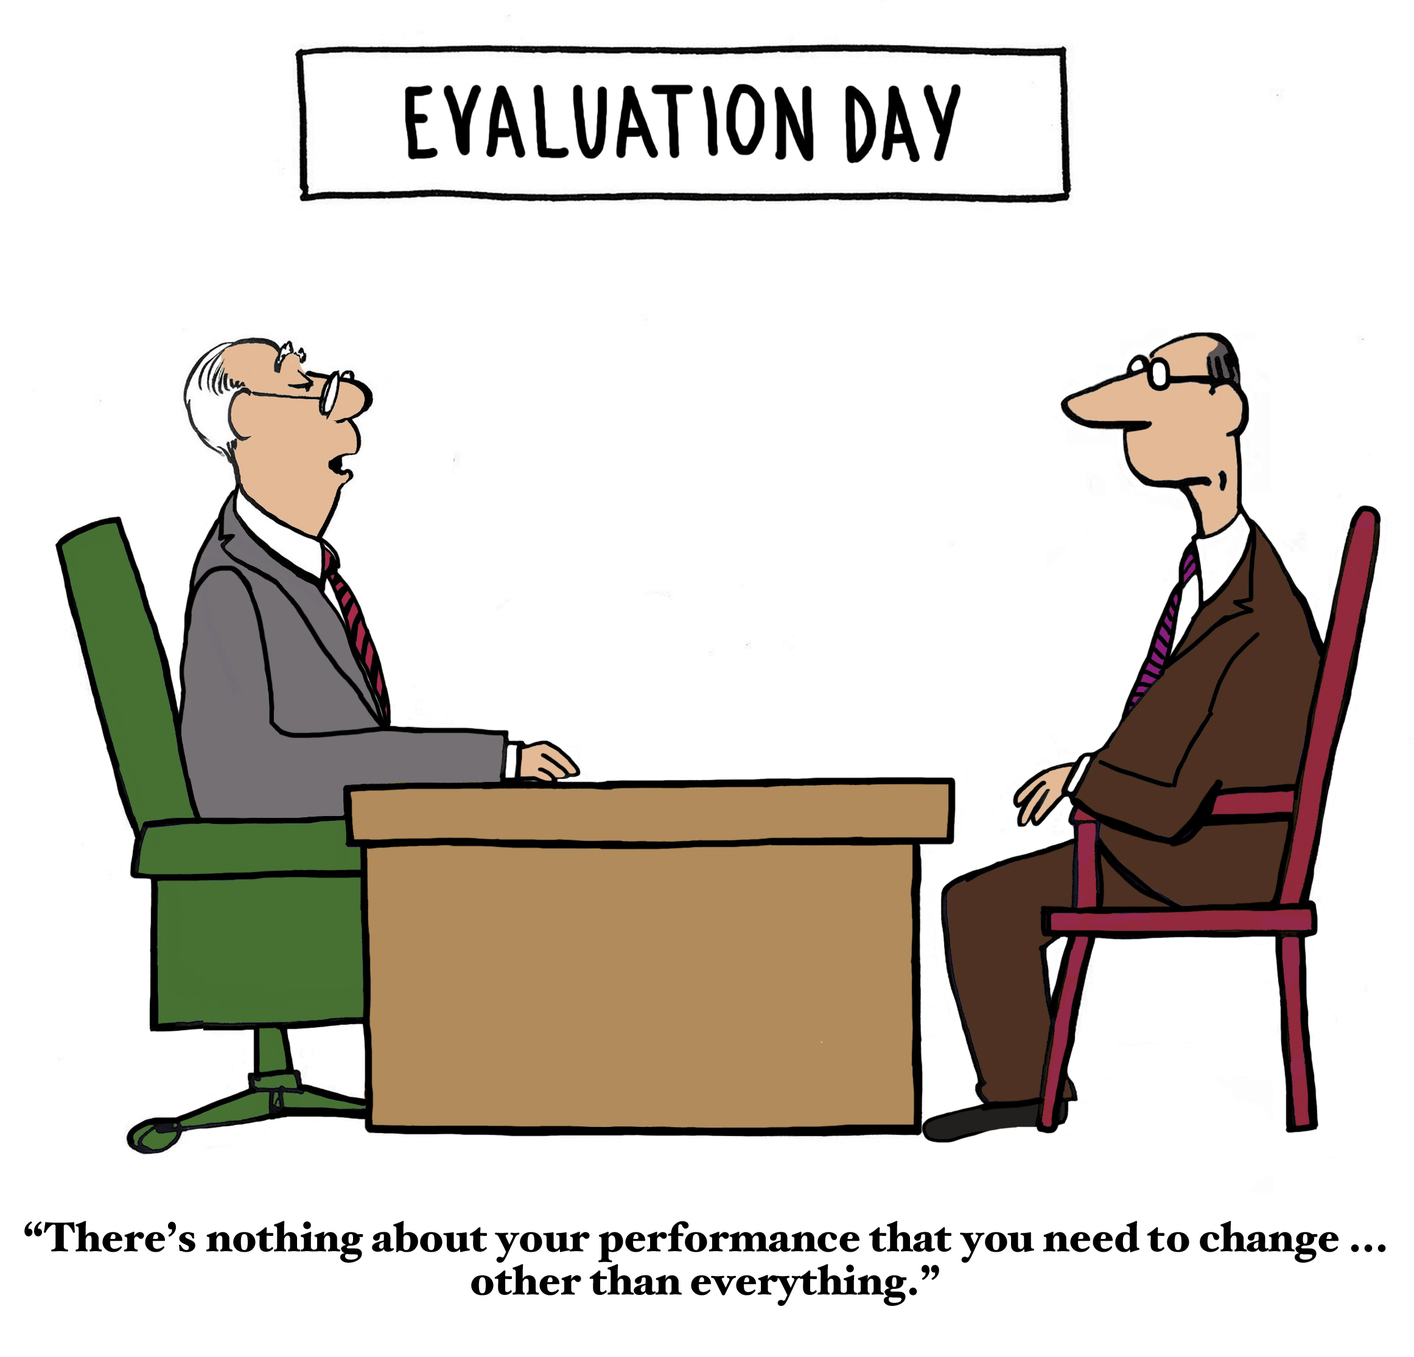 EVALUATION DAY
“There’s nothing about your performance that you need to change ...
other than everything.”